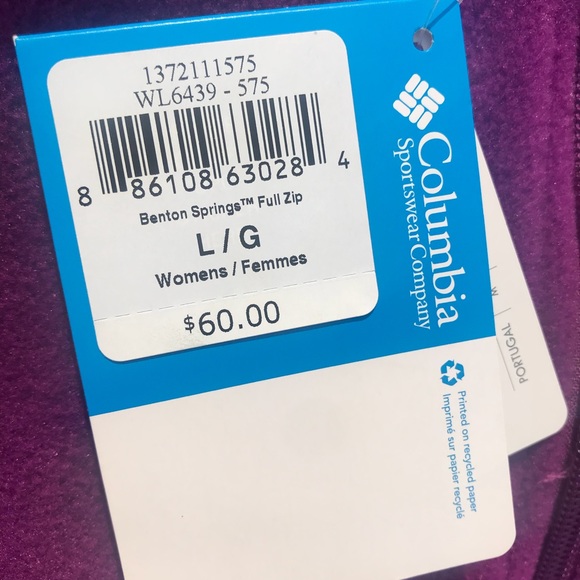 1372111575
WL6439 - 575
8 86108 63028 4
Benton Springs™ Full Zip
L / G
Womens / Femmes
$60.00
Columbia
Sportswear Company
Printed on recycled paper
Imprimé sur papier recyclé
PORTUGAL | M